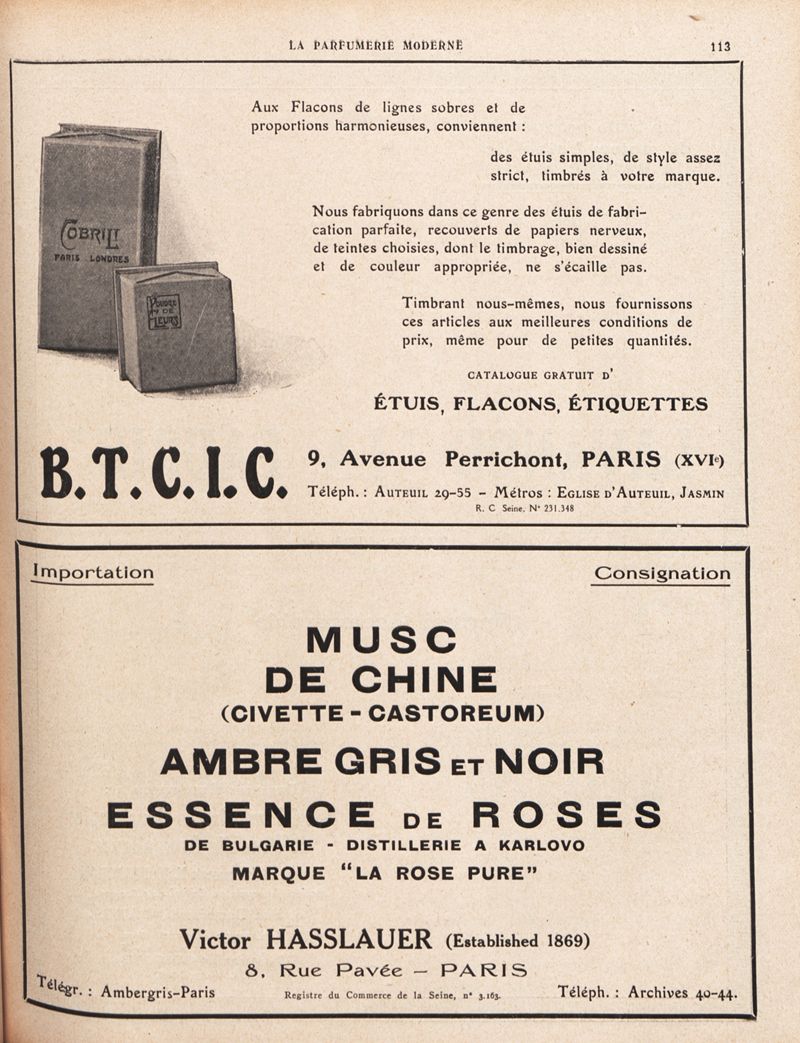 LA PARFUMERIE MODERNE
113
Aux Flacons de lignes sobres et de
proportions harmonieuses, conviennent :
des étuis simples, de style assez
strict, timbrés à votre marque.
Nous fabriquons dans ce genre des étuis de fabri-
cation parfaite, recouverts de papiers nerveux,
de teintes choisies, dont le timbrage, bien dessiné
et de couleur appropriée, ne s'écaille pas.
Timbrant nous-mêmes, nous fournissons
ces articles aux meilleures conditions de
prix, même pour de petites quantités.
COBRILI
PARIS LONDRES
POUDRE
DE
FLEURS
CATALOGUE GRATUIT D'
ÉTUIS, FLACONS, ÉTIQUETTES
B.T.C.I.C.
9, Avenue Perrichont, PARIS (XVIe)
Téléph. : AUTEUIL 29-55 - Métros : EGLISE D'AUTEUIL, JASMIN
R. C Seine. N° 231.348
Importation
Consignation
MUSC
DE CHINE
(CIVETTE - CASTOREUM)
AMBRE GRIS ET NOIR
ESSENCE DE ROSES
DE BULGARIE - DISTILLERIE A KARLOVO
MARQUE "LA ROSE PURE"
Victor HASSLAUER (Established 1869)
8, Rue Pavée - PARIS
Télégr. : Ambergris-Paris
Registre du Commerce de la Seine, n° 3.163.
Téléph. : Archives 40-44.